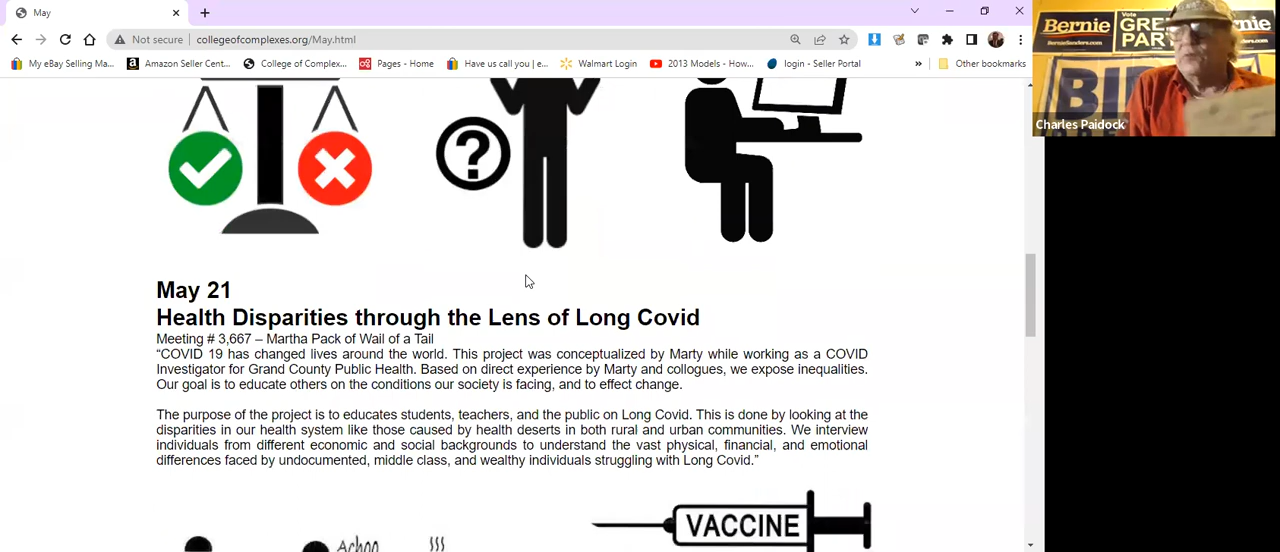 May
Not secure
collegeofcomplexes.org/May.html
My eBay Selling Ma...
Amazon Seller Cent...
College of Complex...
Pages - Home
Have us call you | e...
Walmart Login
2013 Models - How...
login - Seller Portal
»
Other bookmarks
Bernie
BernieSanders.com
Vote
GRE
PART
nie
BI
Charles Paidock
?
May 21
Health Disparities through the Lens of Long Covid
Meeting # 3,667 – Martha Pack of Wail of a Tail
“COVID 19 has changed lives around the world. This project was conceptualized by Marty while working as a COVID
Investigator for Grand County Public Health. Based on direct experience by Marty and collogues, we expose inequalities.
Our goal is to educate others on the conditions our society is facing, and to effect change.
The purpose of the project is to educates students, teachers, and the public on Long Covid. This is done by looking at the
disparities in our health system like those caused by health deserts in both rural and urban communities. We interview
individuals from different economic and social backgrounds to understand the vast physical, financial, and emotional
differences faced by undocumented, middle class, and wealthy individuals struggling with Long Covid.”
VACCINE
Achoo